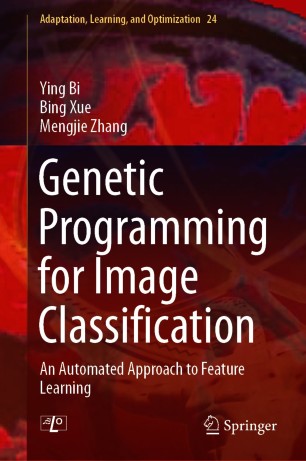 Adaptation, Learning, and Optimization 24
Ying Bi
Bing Xue
Mengjie Zhang
Genetic
Programming
for Image
Classification
An Automated Approach to Feature
Learning
ALO
Springer